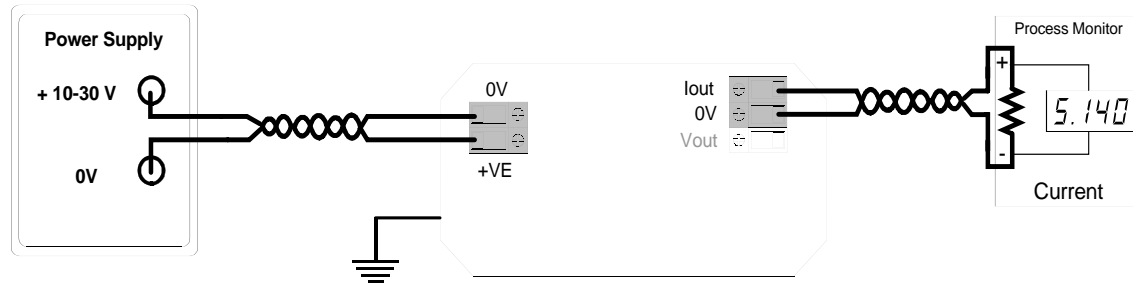 Power Supply
+ 10-30 V
0V
0V
+VE
Iout
0V
Vout
Process Monitor
+
5.140
-
Current